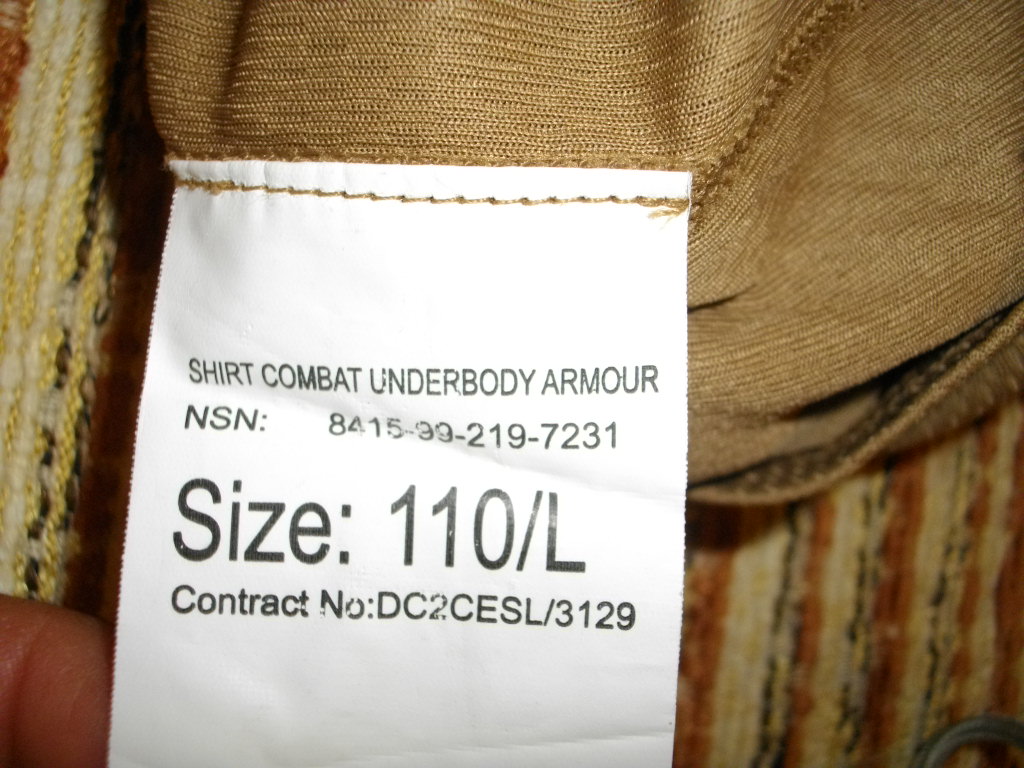 SHIRT COMBAT UNDERBODY ARMOUR
NSN: 8415-99-219-7231
Size: 110/L
Contract No:DC2CESL/3129